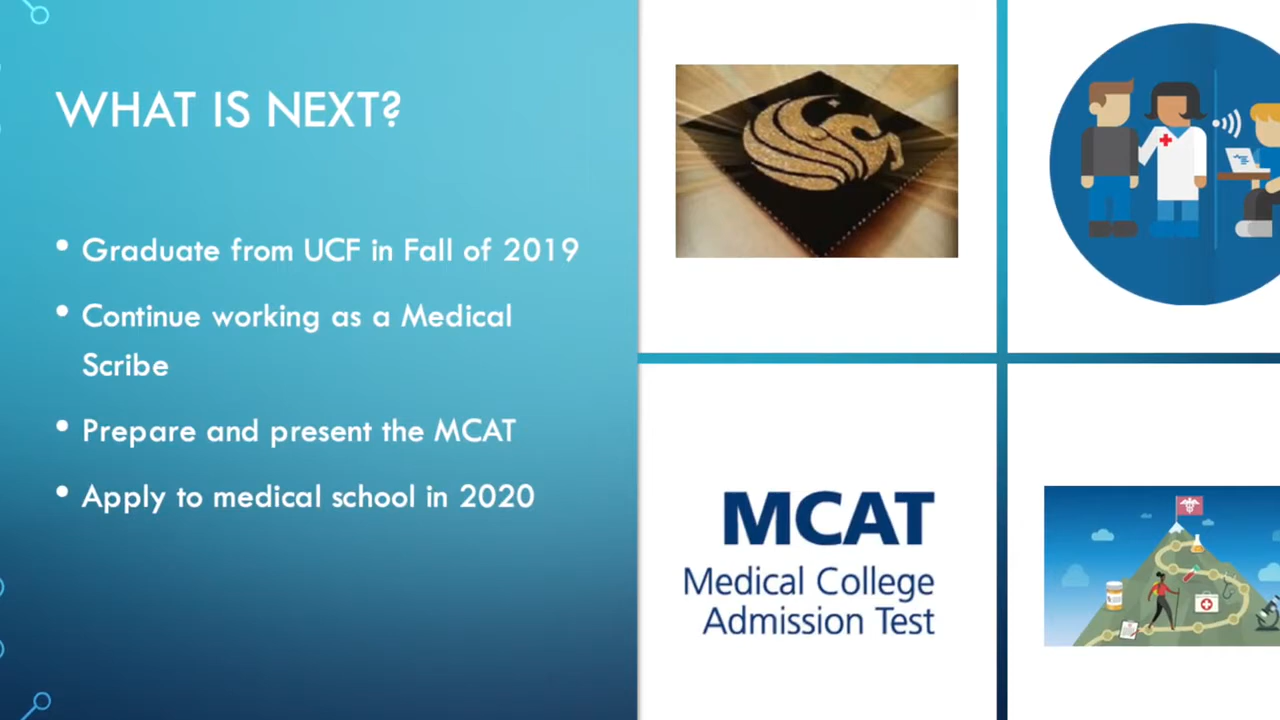 WHAT IS NEXT?
• Graduate from UCF in Fall of 2019
• Continue working as a Medical
Scribe
• Prepare and present the MCAT
• Apply to medical school in 2020
MCAT
Medical College
Admission Test